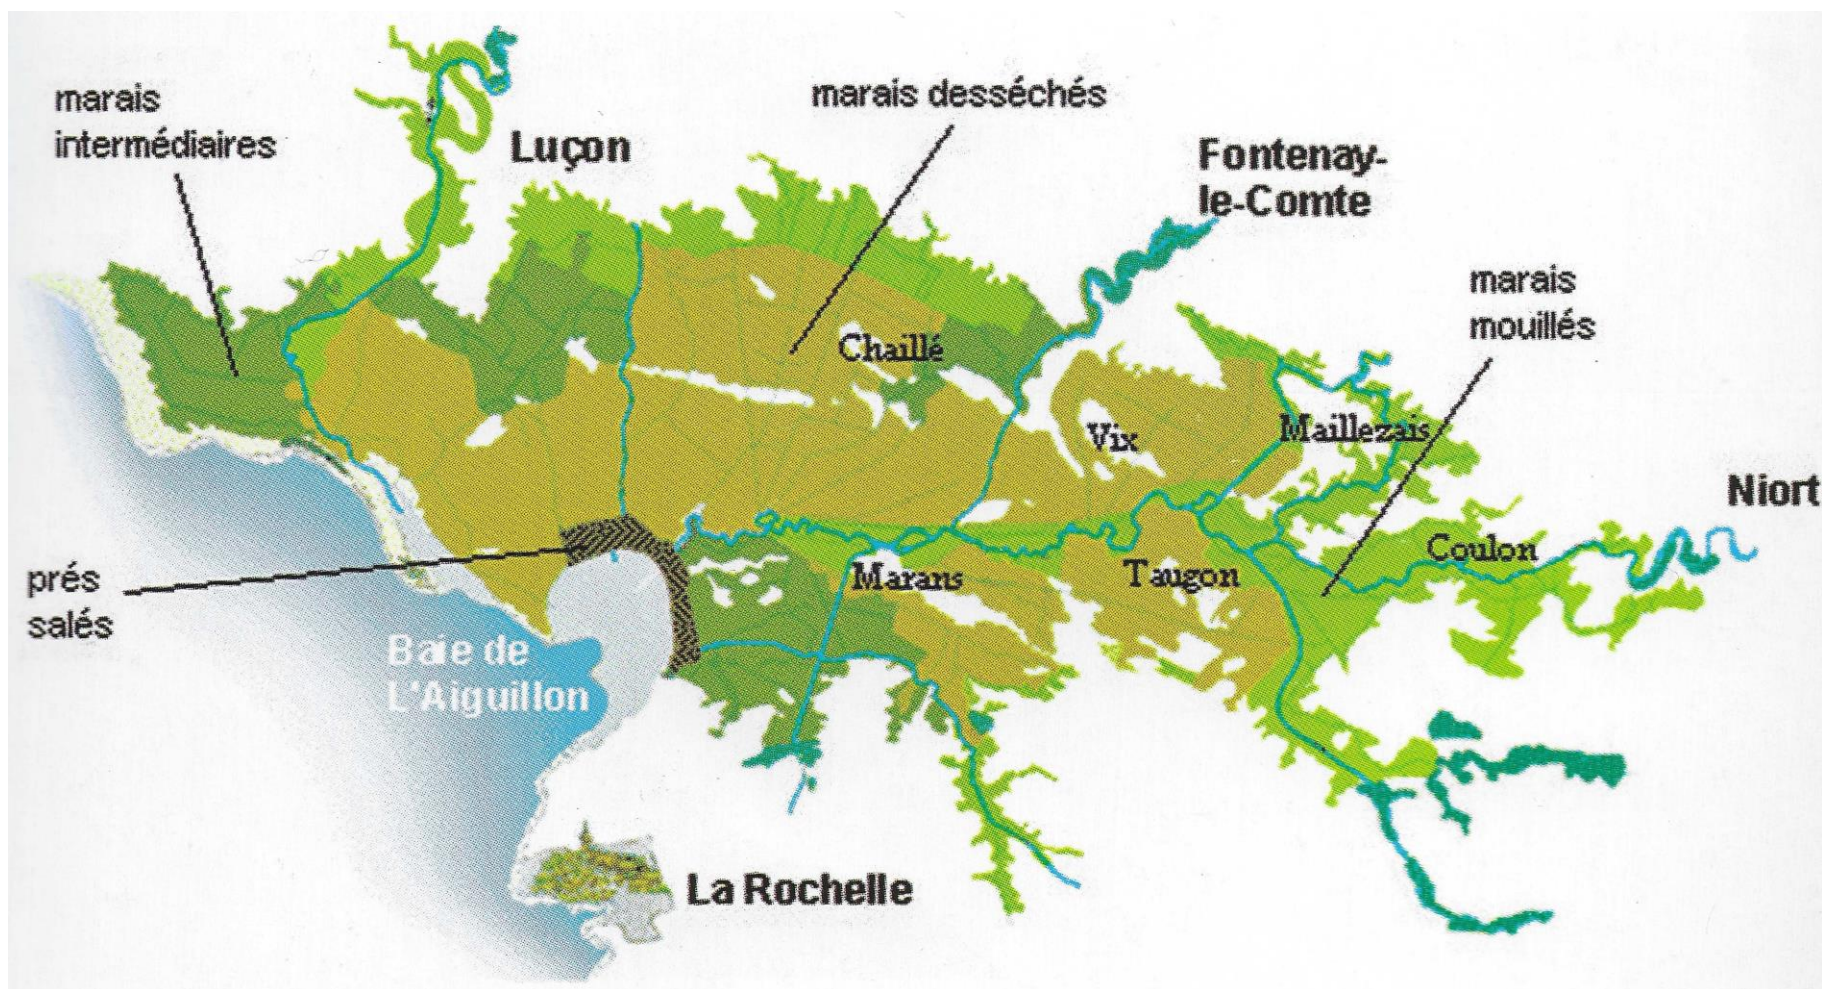 marais
intermédiaires
Luçon
marais desséchés
Fontenay-
le-Comte
marais
mouillés
Chaillé
Vix
Maillezais
Niort
Coulon
Marans
Taugon
prés
salés
Baie de
L'Aiguillon
La Rochelle